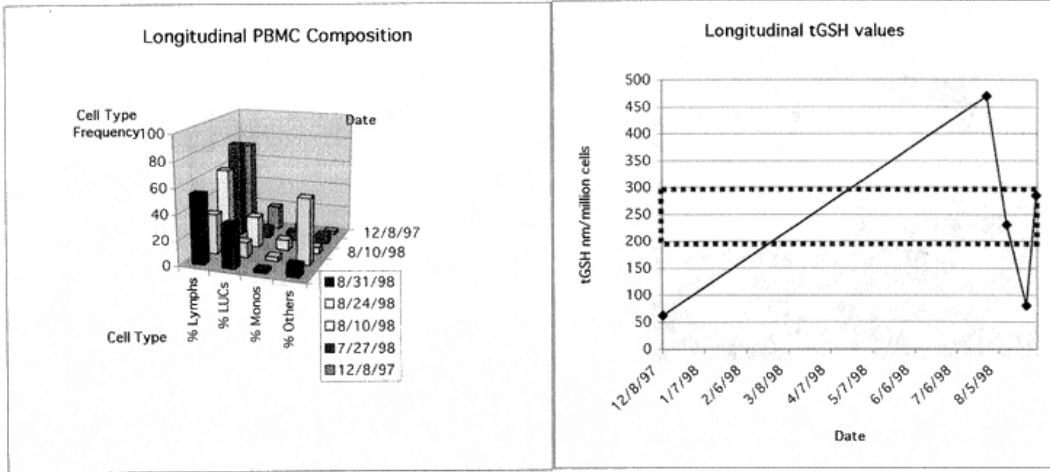 Longitudinal PBMC Composition
Cell Type
Frequency
Date
100
80
60
40
20
0
12/8/97
8/10/98
% Lymphs
% LUCs
% Monos
% Others
Cell Type
8/31/98
8/24/98
8/10/98
7/27/98
12/8/97
Longitudinal tGSH values
tGSH nm/million cells
500
450
400
350
300
250
200
150
100
50
0
12/8/97
1/7/98
2/6/98
3/8/98
4/7/98
5/7/98
6/6/98
7/6/98
8/5/98
Date